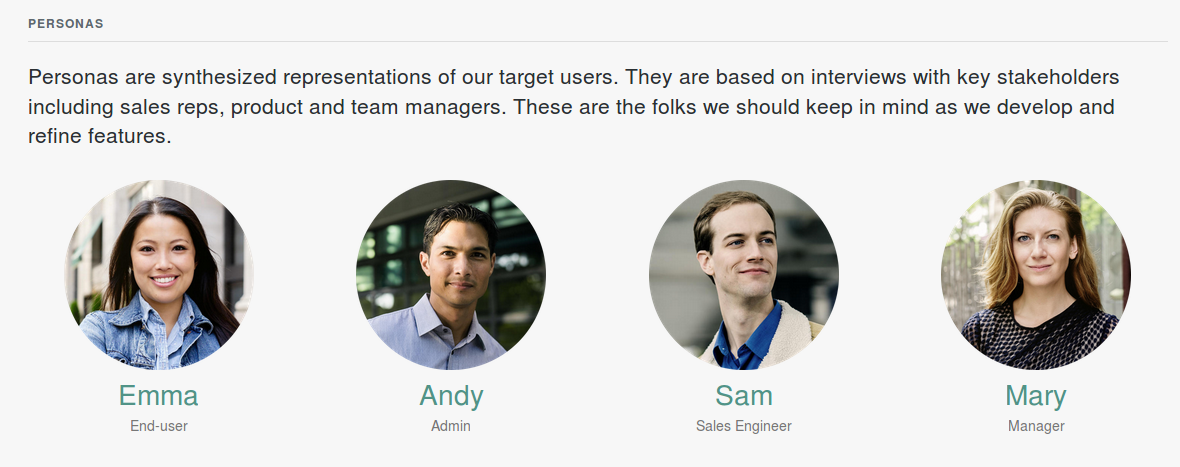 PERSONAS
Personas are synthesized representations of our target users. They are based on interviews with key stakeholders
including sales reps, product and team managers. These are the folks we should keep in mind as we develop and
refine features.
Emma
Andy
Sam
Mary
End-user
Admin
Sales Engineer
Manager